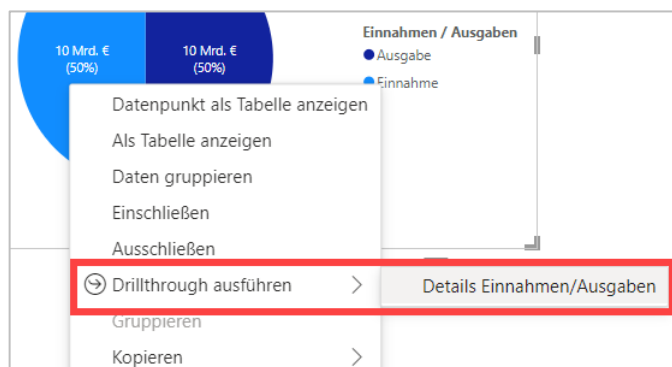 Einnahmen / Ausgaben
Ausgabe
Einnahme
10 Mrd. €
(50%)
10 Mrd. €
(50%)
Datenpunkt als Tabelle anzeigen
Als Tabelle anzeigen
Daten gruppieren
Einschließen
Ausschließen
Drillthrough ausführen
Details Einnahmen/Ausgaben
Gruppieren
Kopieren